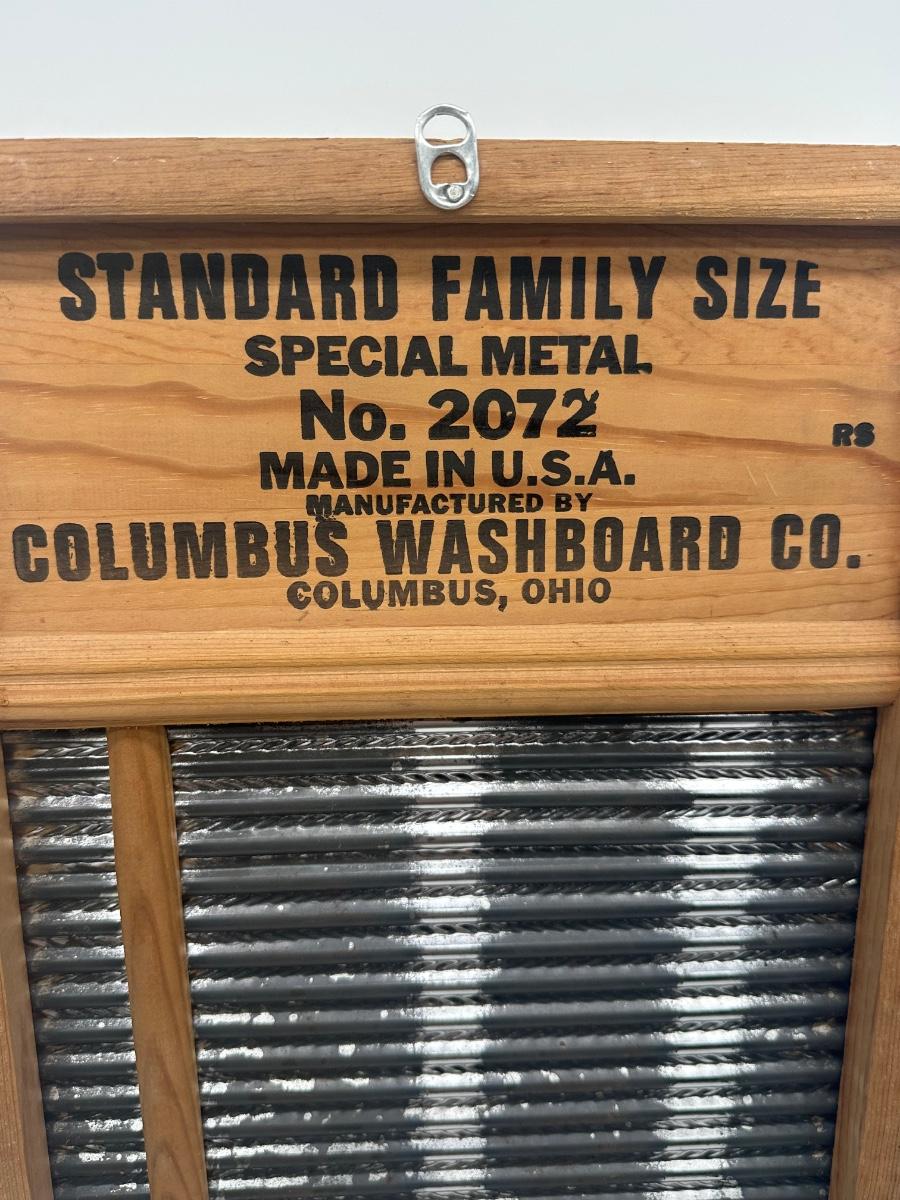 STANDARD FAMILY SIZE
SPECIAL METAL
No. 2072
RS
MADE IN U.S.A.
MANUFACTURED BY
COLUMBUS WASHBOARD CO.
COLUMBUS, OHIO